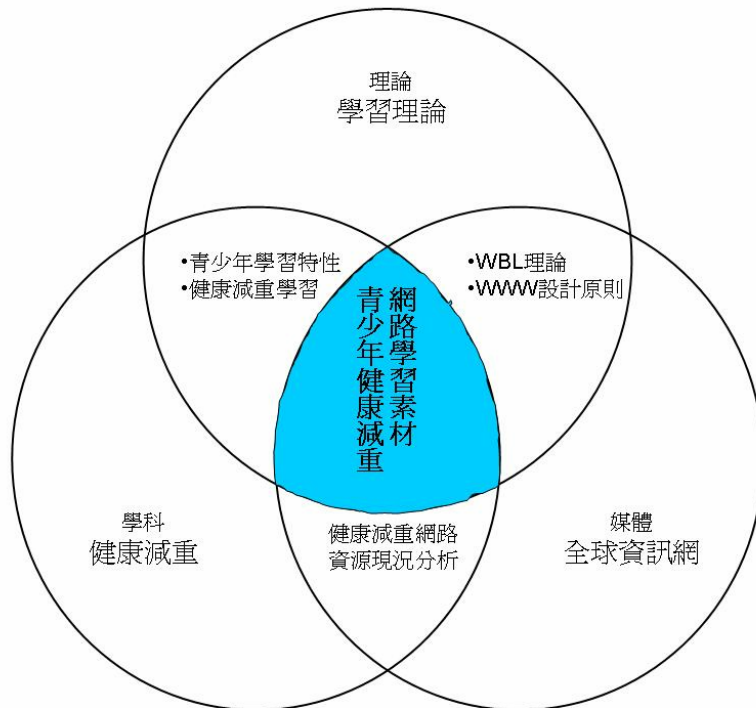 理論
學習理論
•青少年學習特性
•健康減重學習
•WBL理論
•WWW設計原則
網路學習素材
青少年健康減重
學科
健康減重
健康減重網路
資源現況分析
媒體
全球資訊網